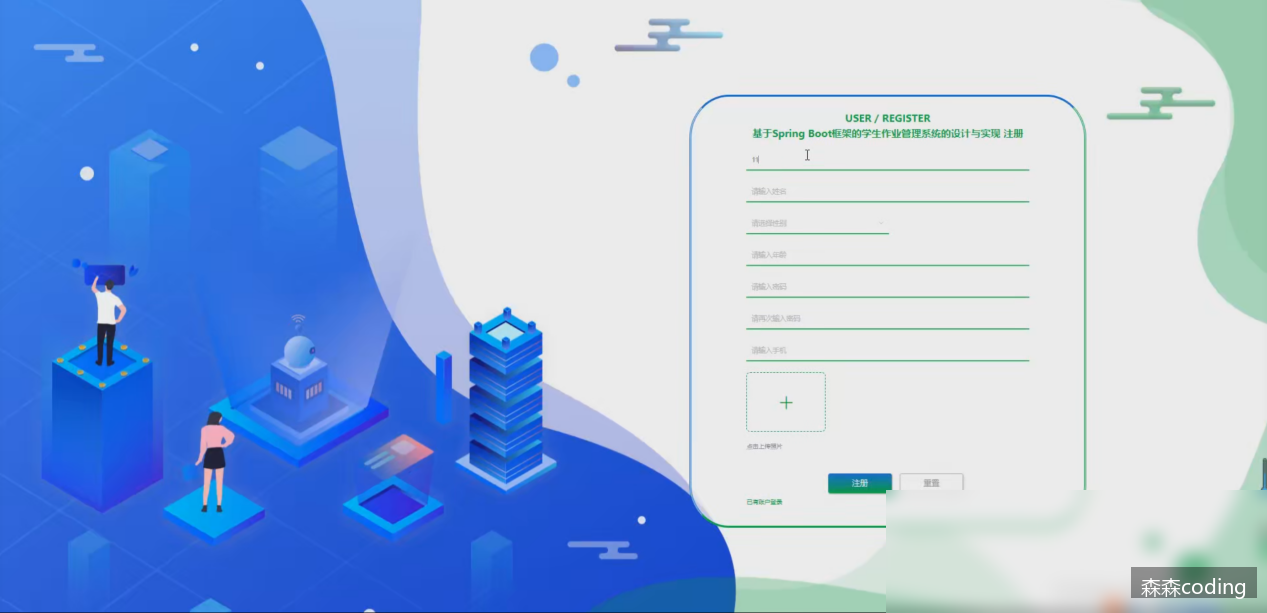 USER / REGISTER
基于Spring Boot框架的学生作业管理系统的设计与实现 注册
11
请输入姓名
请选择性别
请输入年龄
请输入密码
请再次输入密码
请输入手机
点击上传照片
注册
重置
已有账户登录
森森coding